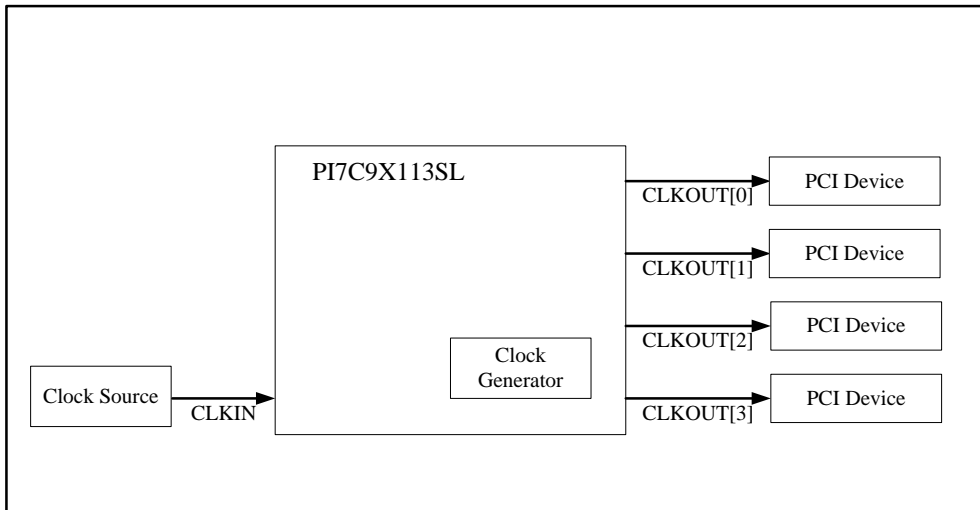 PI7C9X113SL
CLKOUT[0]
PCI Device
CLKOUT[1]
PCI Device
CLKOUT[2]
PCI Device
Clock
Generator
Clock Source
CLKIN
CLKOUT[3]
PCI Device